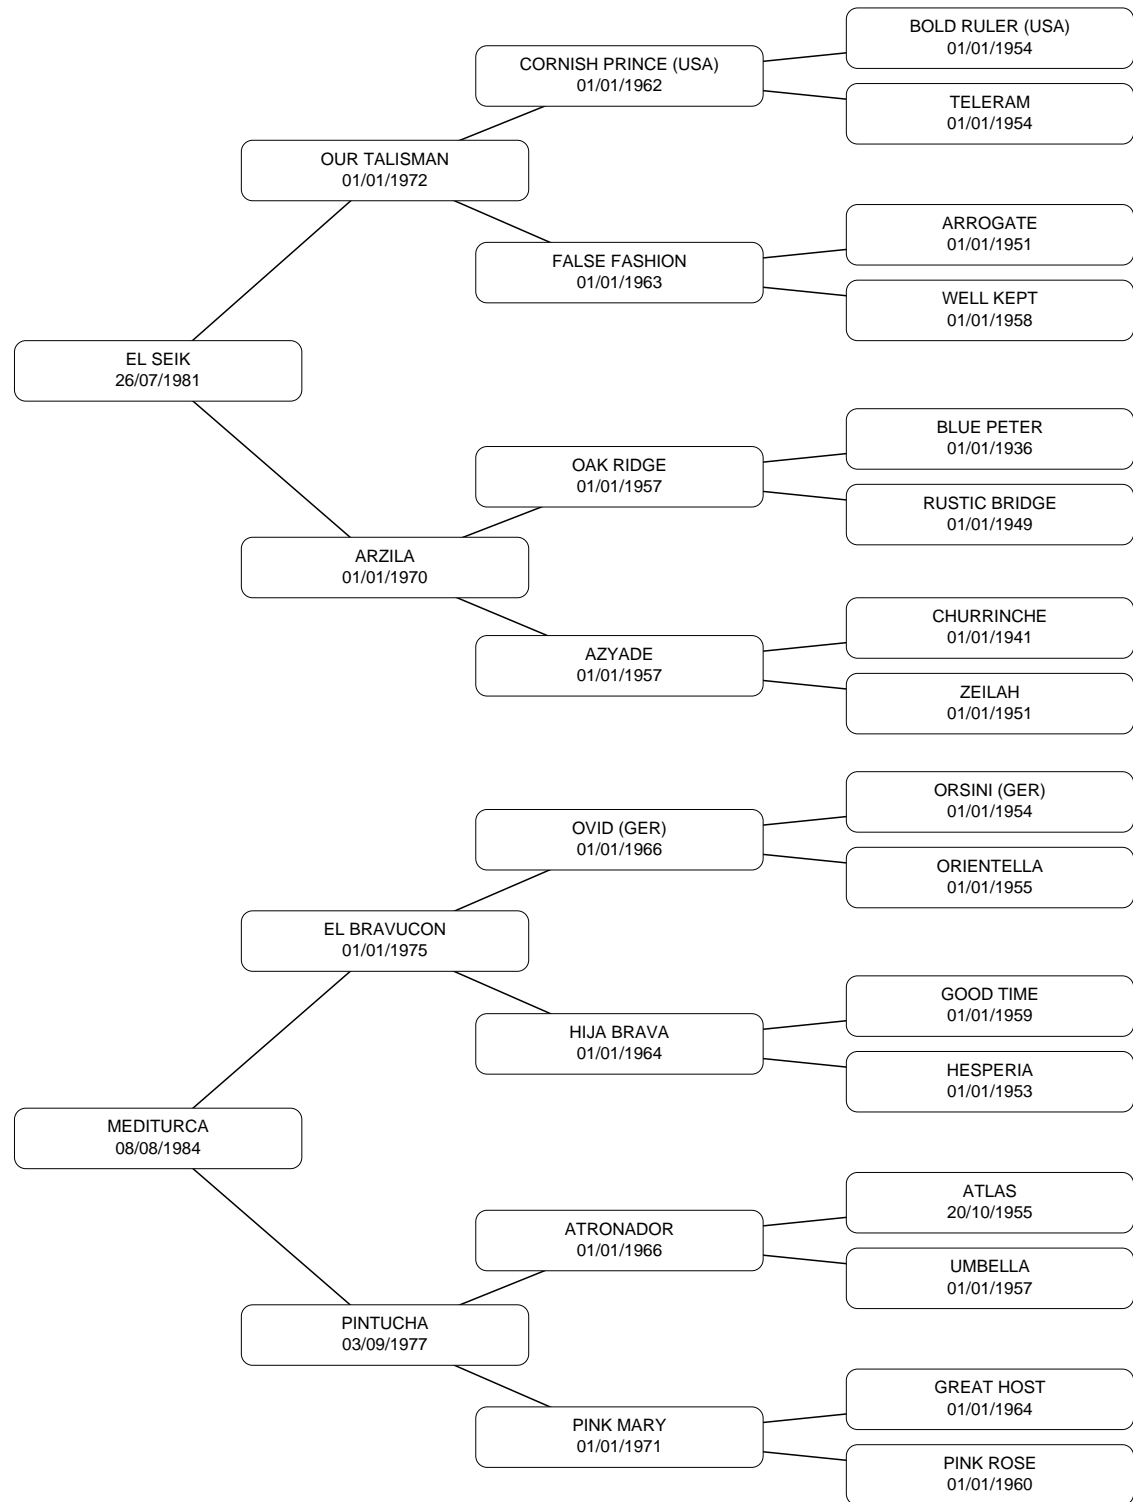 BOLD RULER (USA)
01/01/1954
CORNISH PRINCE (USA)
01/01/1962
TELERAM
01/01/1954
OUR TALISMAN
01/01/1972
ARROGATE
01/01/1951
FALSE FASHION
01/01/1963
WELL KEPT
01/01/1958
EL SEIK
26/07/1981
BLUE PETER
01/01/1936
OAK RIDGE
01/01/1957
RUSTIC BRIDGE
01/01/1949
ARZILA
01/01/1970
CHURRINCHE
01/01/1941
AZYADE
01/01/1957
ZEILAH
01/01/1951
ORSINI (GER)
01/01/1954
OVID (GER)
01/01/1966
ORIENTELLA
01/01/1955
EL BRAVUCON
01/01/1975
GOOD TIME
01/01/1959
HIJA BRAVA
01/01/1964
HESPERIA
01/01/1953
MEDITURCA
08/08/1984
ATLAS
20/10/1955
ATRONADOR
01/01/1966
UMBELLA
01/01/1957
PINTUCHA
03/09/1977
GREAT HOST
01/01/1964
PINK MARY
01/01/1971
PINK ROSE
01/01/1960